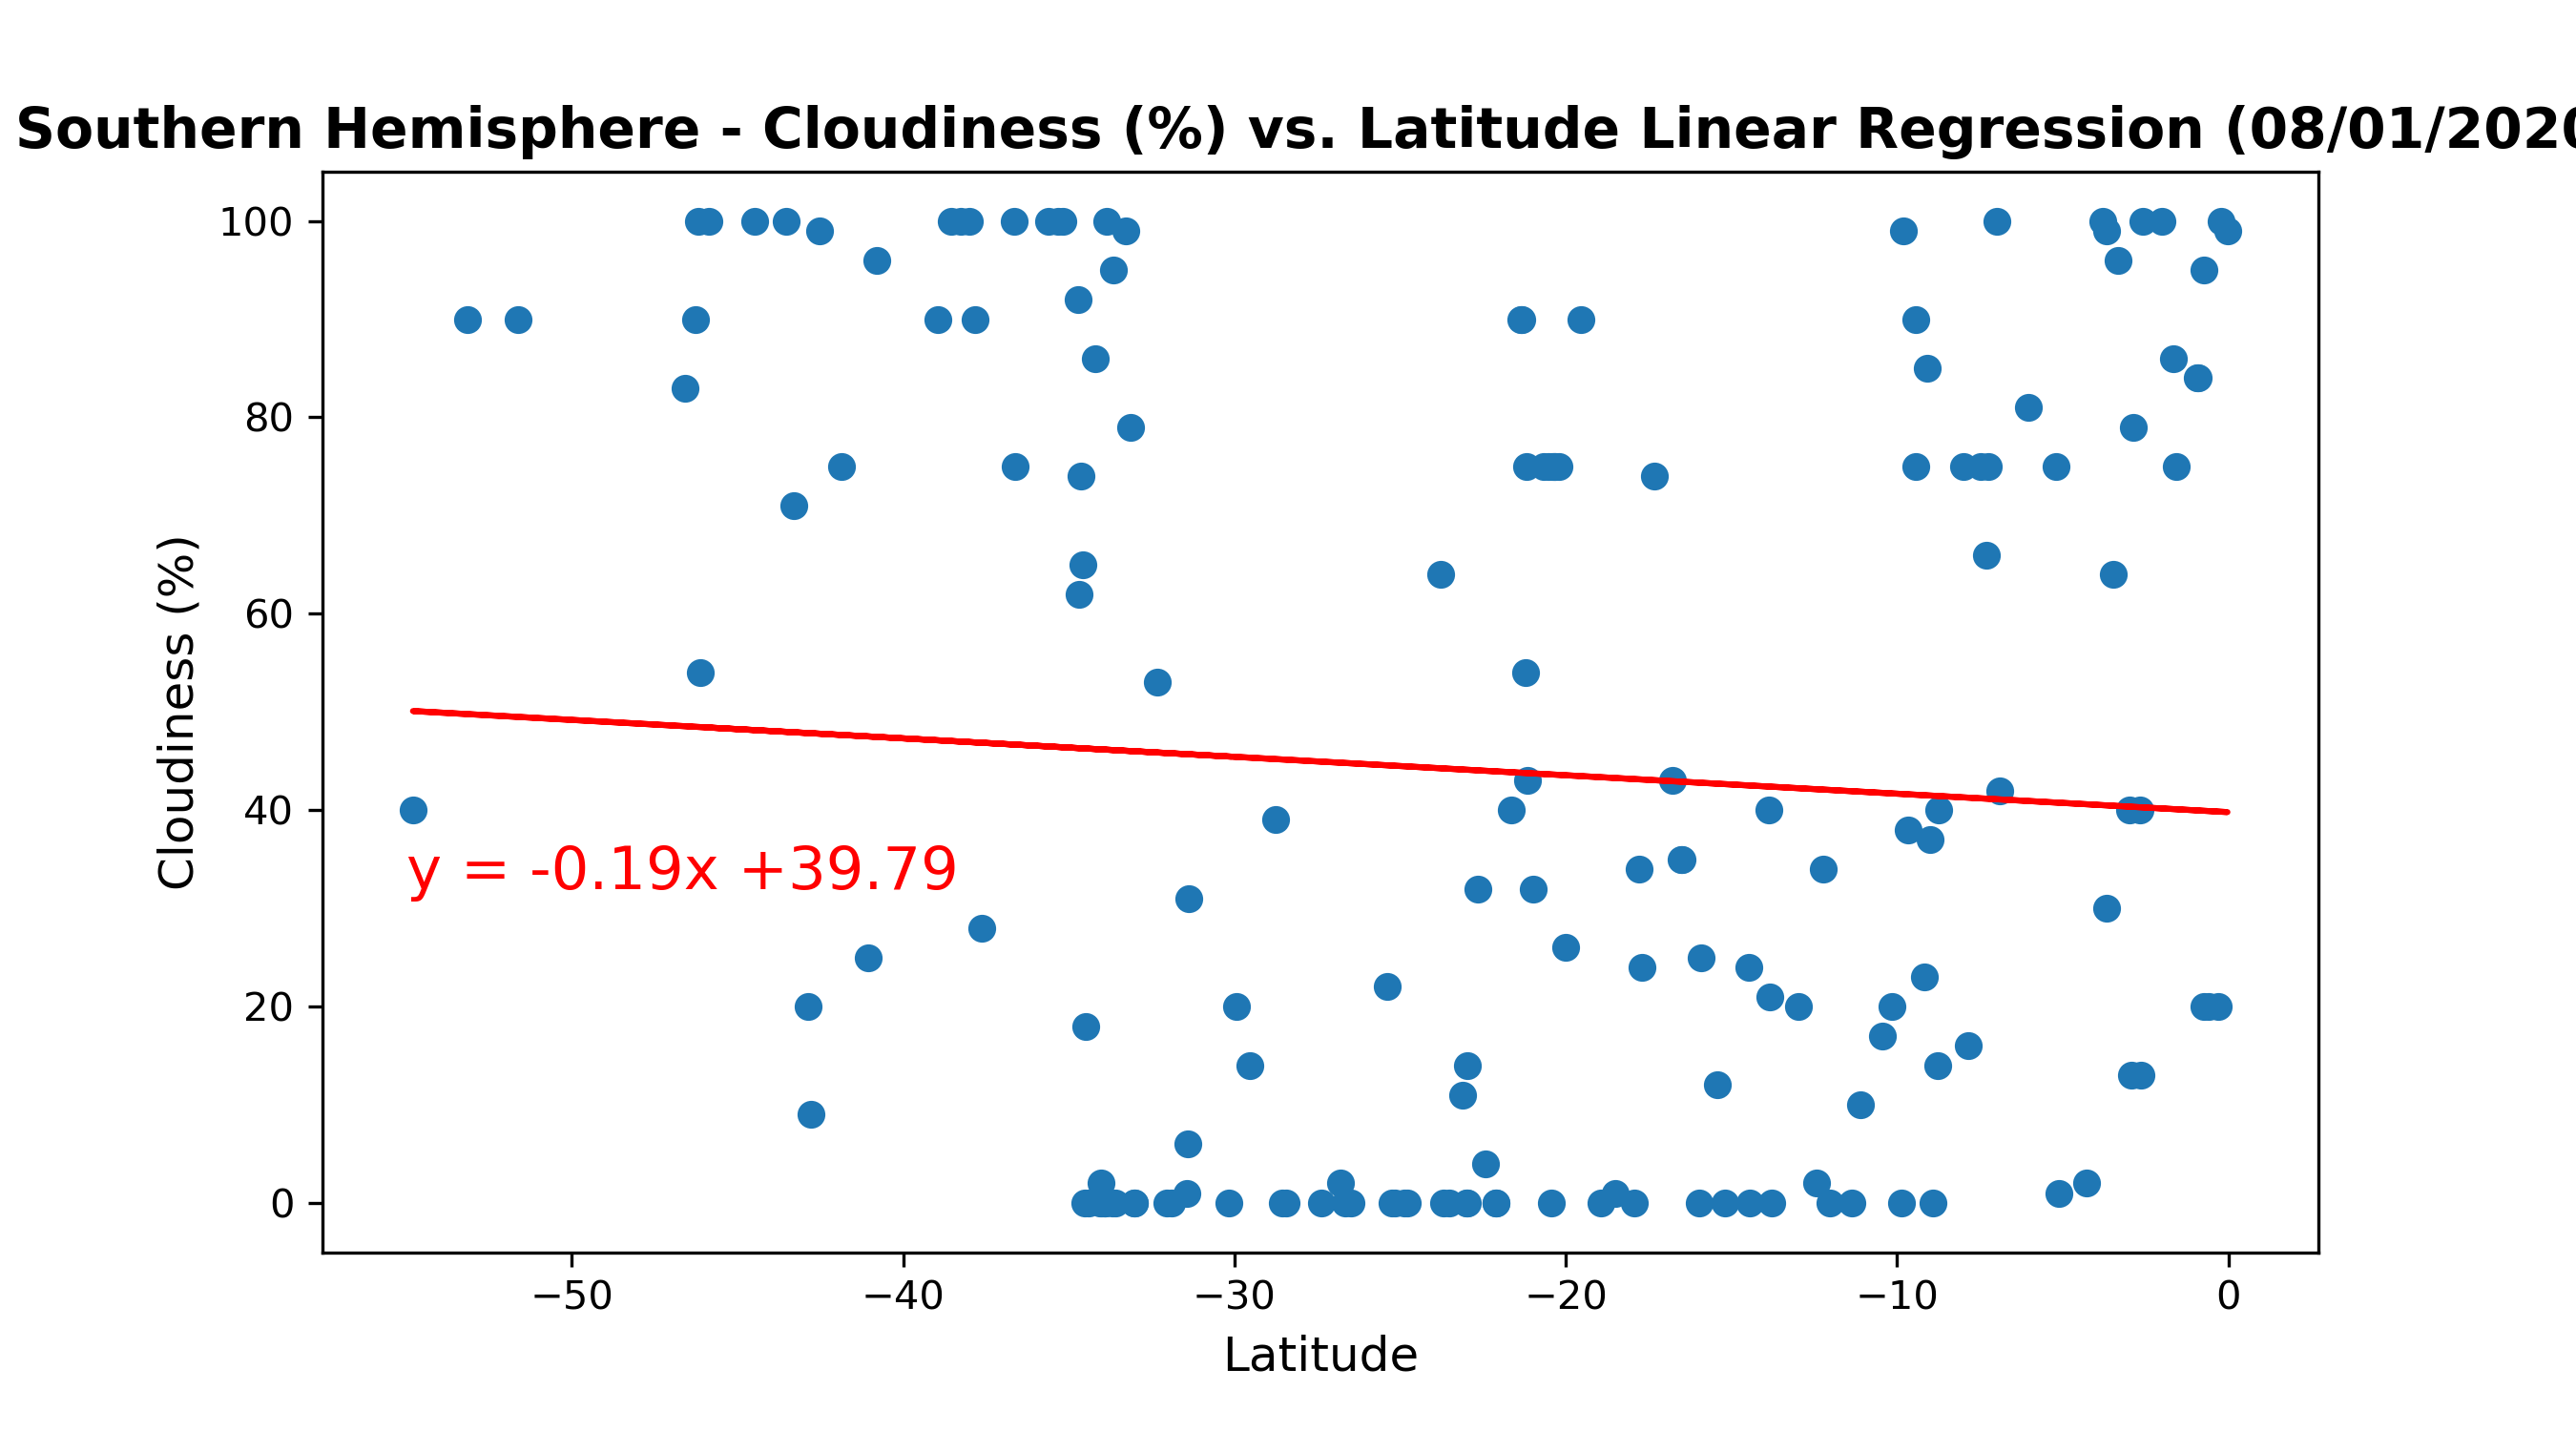 Southern Hemisphere - Cloudiness (%) vs. Latitude Linear Regression (08/01/2020
Cloudiness (%)
100
80
60
40
20
0
y = -0.19x +39.79
−50 −40 −30 −20 −10 0
Latitude